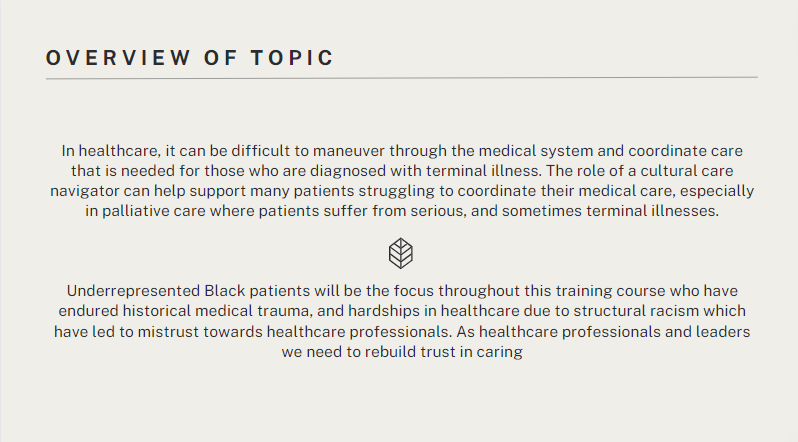 OVERVIEW OF TOPIC
In healthcare, it can be difficult to maneuver through the medical system and coordinate care
that is needed for those who are diagnosed with terminal illness. The role of a cultural care
navigator can help support many patients struggling to coordinate their medical care, especially
in palliative care where patients suffer from serious, and sometimes terminal illnesses.
Underrepresented Black patients will be the focus throughout this training course who have
endured historical medical trauma, and hardships in healthcare due to structural racism which
have led to mistrust towards healthcare professionals. As healthcare professionals and leaders
we need to rebuild trust in caring